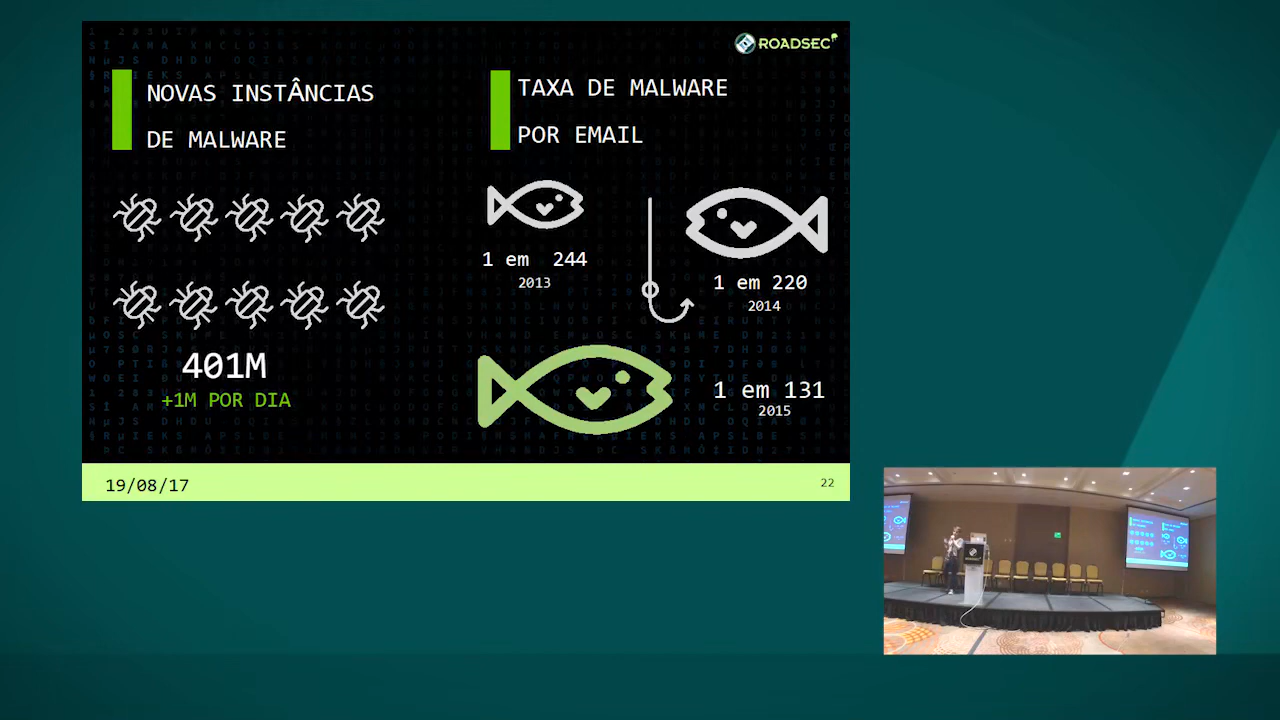 ROADSEC
NOVAS INSTÂNCIAS
DE MALWARE
401M
+1M POR DIA
TAXA DE MALWARE
POR EMAIL
1 em 244
2013
1 em 220
2014
1 em 131
2015
19/08/17
22